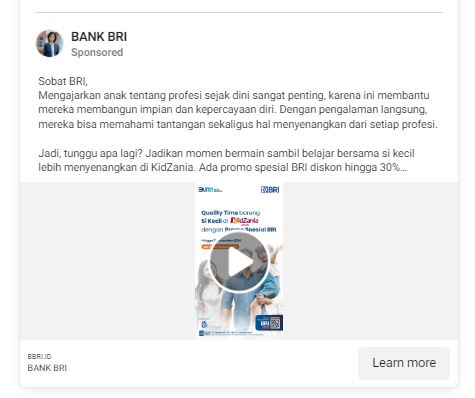 BANK BRI
Sponsored
Sobat BRI,
Mengajarkan anak tentang profesi sejak dini sangat penting, karena ini membantu
mereka membangun impian dan kepercayaan diri. Dengan pengalaman langsung,
mereka bisa memahami tantangan sekaligus hal menyenangkan dari setiap profesi.
Jadi, tunggu apa lagi? Jadikan momen bermain sambil belajar bersama si kecil
lebih menyenangkan di KidZania. Ada promo spesial BRI diskon hingga 30%...
BUMN BRI
Quality Time bareng
Si Kecil di KidZania
dengan Promo Spesial BRI
BRI
BBRI.ID
BANK BRI
Learn more